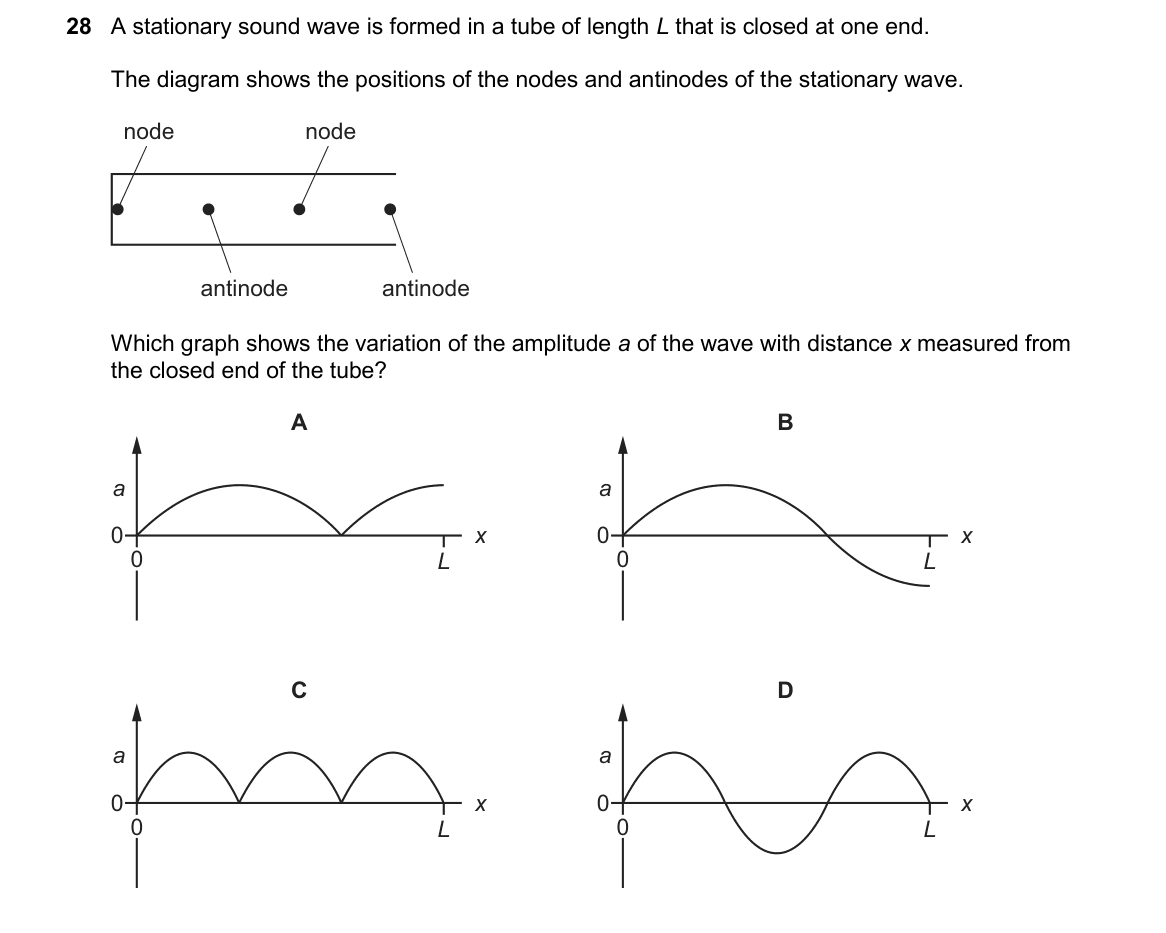 28 A stationary sound wave is formed in a tube of length L that is closed at one end.
The diagram shows the positions of the nodes and antinodes of the stationary wave.
node node
antinode antinode
Which graph shows the variation of the amplitude a of the wave with distance x measured from
the closed end of the tube?
A B
a a
0 x 0 x
0 L 0 L
C D
a a
0 x 0 x
0 L 0 L